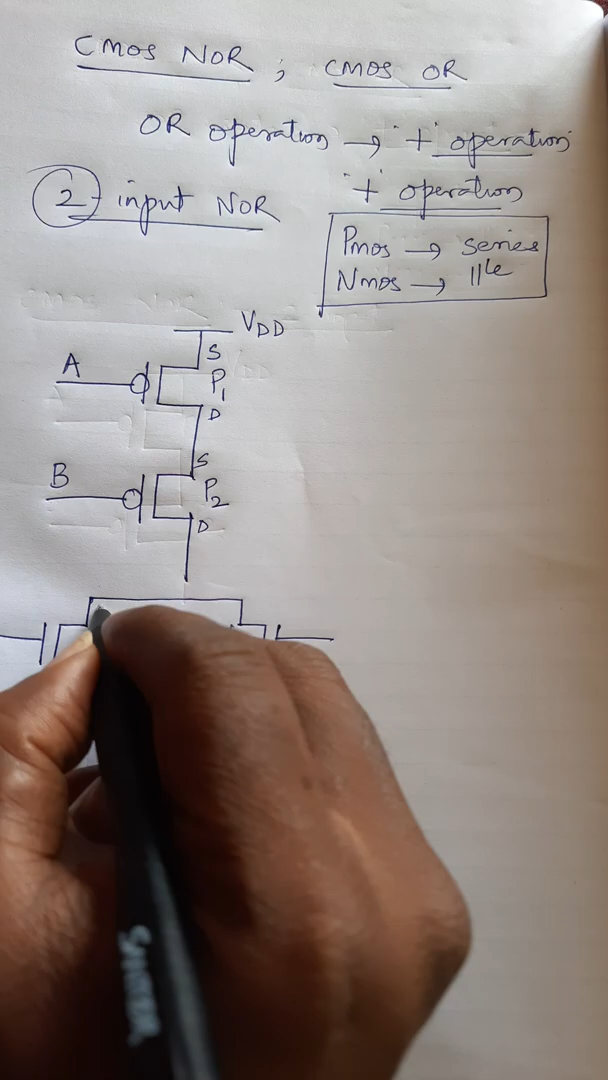 CMOS NOR ; CMOS OR
OR operation → '+' operation
'+' operation
2 - input NOR
Pmos → series
Nmos → ||le
VDD
S
A
P1
D
S
B
P2
D